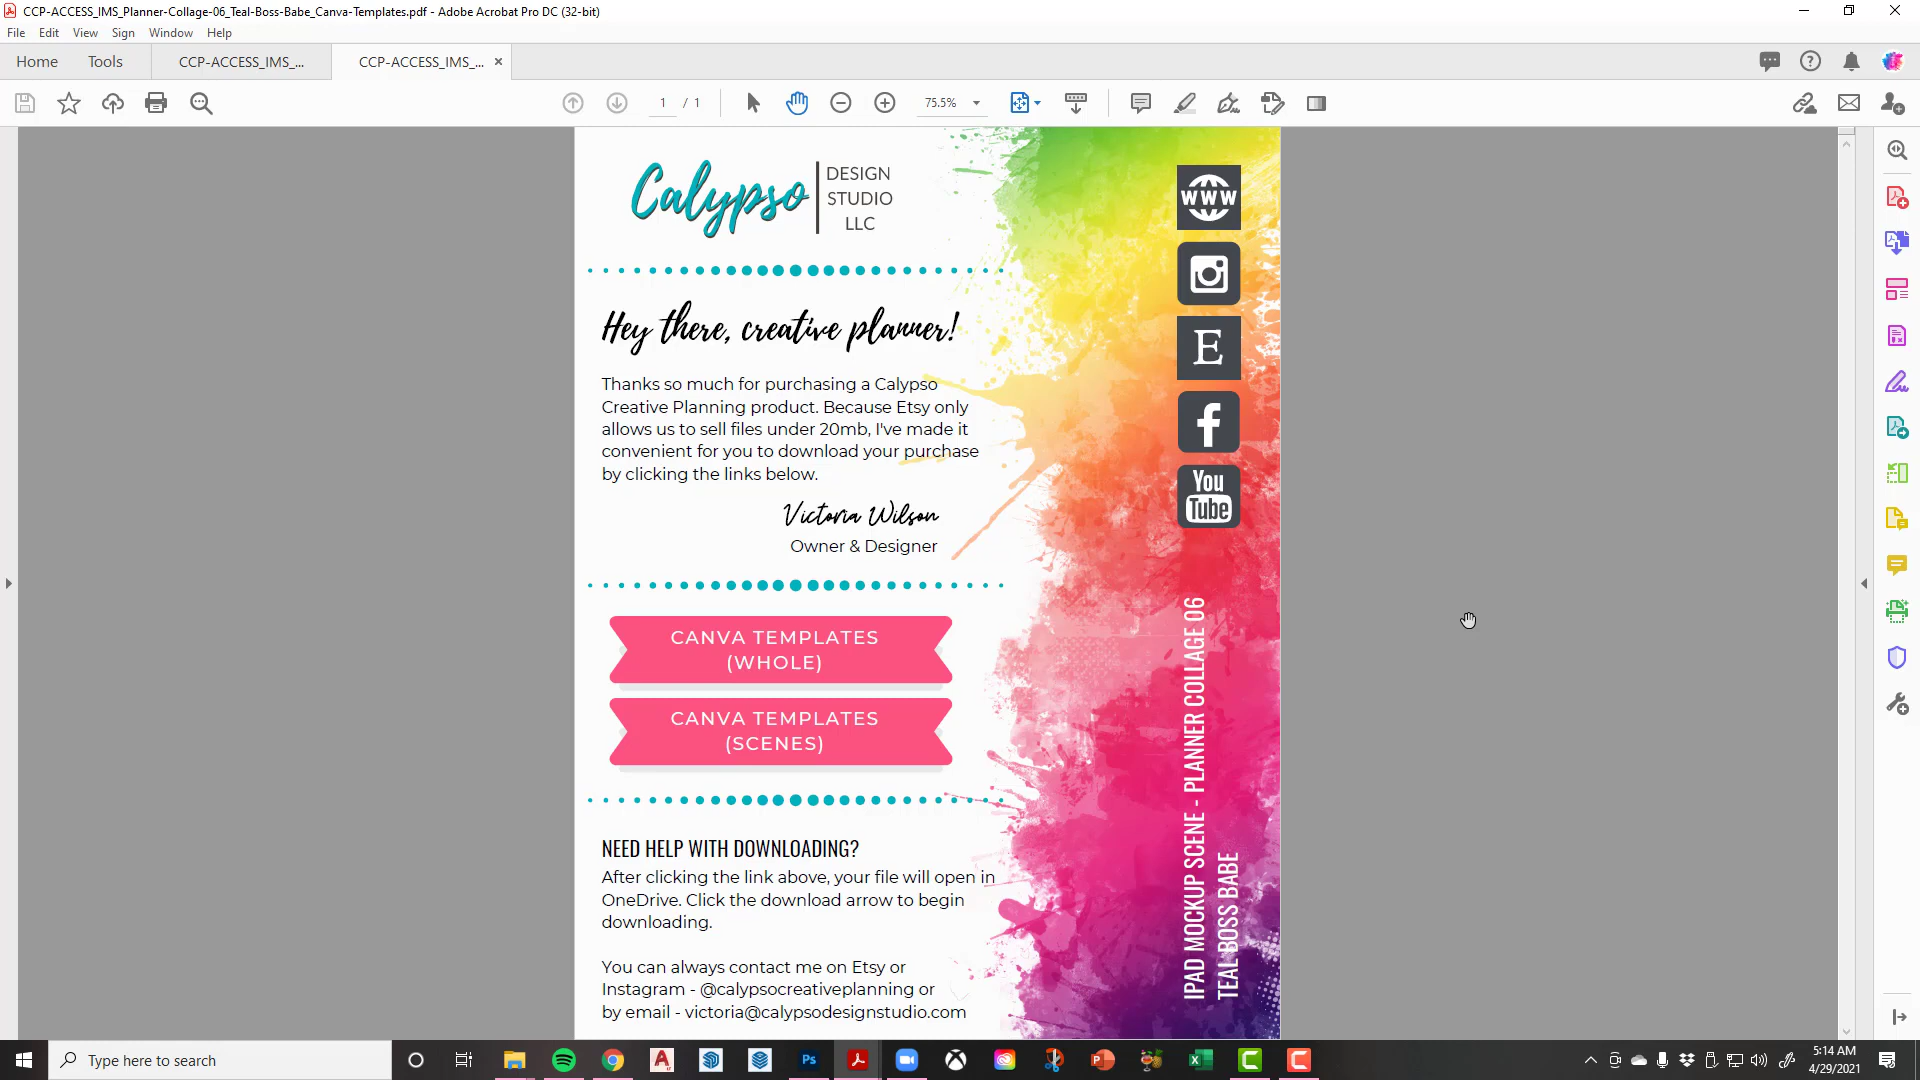 CCP-ACCESS_IMS_Planner-Collage-06_Teal-Boss-Babe_Canva-Templates.pdf - Adobe Acrobat Pro DC (32-bit)
File Edit View Sign Window Help
Home Tools CCP-ACCESS_IMS_... CCP-ACCESS_IMS_...
1 / 1 75.5%
Calypso
DESIGN
STUDIO
LLC
WWW
E
You
Tube
Hey there, creative planner!
Thanks so much for purchasing a Calypso
Creative Planning product. Because Etsy only
allows us to sell files under 20mb, I've made it
convenient for you to download your purchase
by clicking the links below.
Victoria Wilson
Owner & Designer
CANVA TEMPLATES
(WHOLE)
CANVA TEMPLATES
(SCENES)
IPAD MOCKUP SCENE - PLANNER COLLAGE 06
TEAL BOSS BABE
NEED HELP WITH DOWNLOADING?
After clicking the link above, your file will open in
OneDrive. Click the download arrow to begin
downloading.
You can always contact me on Etsy or
Instagram - @calypsocreativeplanning or
by email - victoria@calypsodesignstudio.com
Type here to search
Ps
5:14 AM
4/29/2021